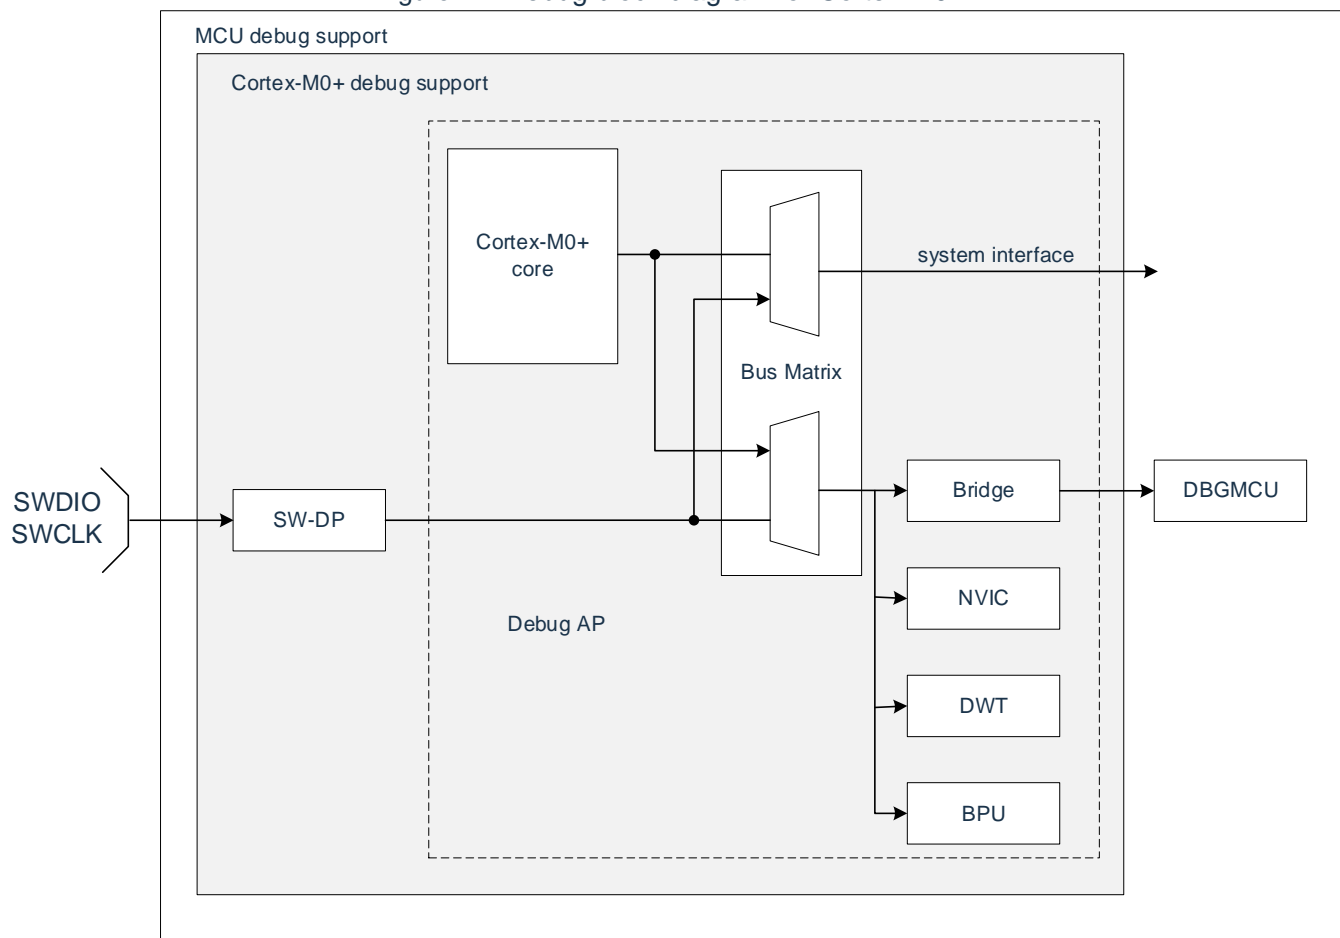 MCU debug support
Cortex-M0+ debug support
Cortex-M0+
core
system interface
Bus Matrix
SWDIO
SWCLK
SW-DP
Bridge
DBGMCU
NVIC
Debug AP
DWT
BPU